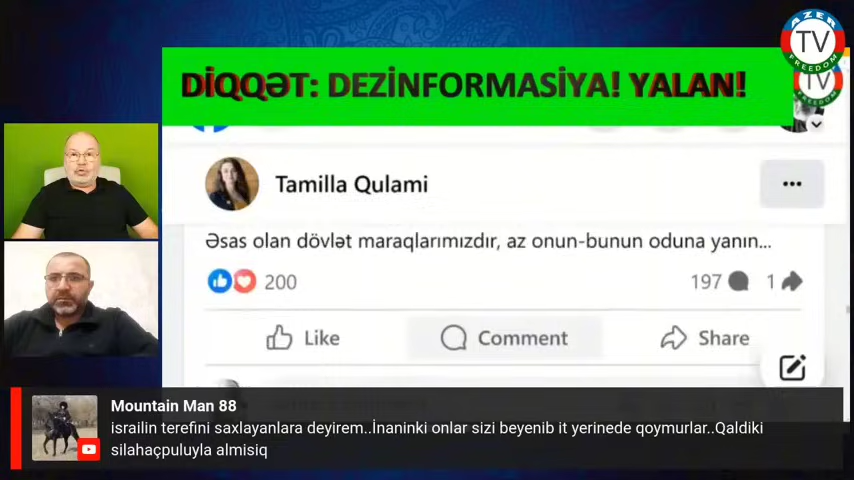 AZER
TV
FREEDOM
TV
FREEDOM
DİQQƏT: DEZİNFORMASİYA! YALAN!
Tamilla Qulami
Əsas olan dövlət maraqlarımızdır, az onun-bunun oduna yanın...
200
197
1
Like
Comment
Share
Mountain Man 88
israilin terefini saxlayanlara deyirem..İnaninki onlar sizi beyenib it yerinede qoymurlar..Qaldiki
silahaçpuluyla almisiq